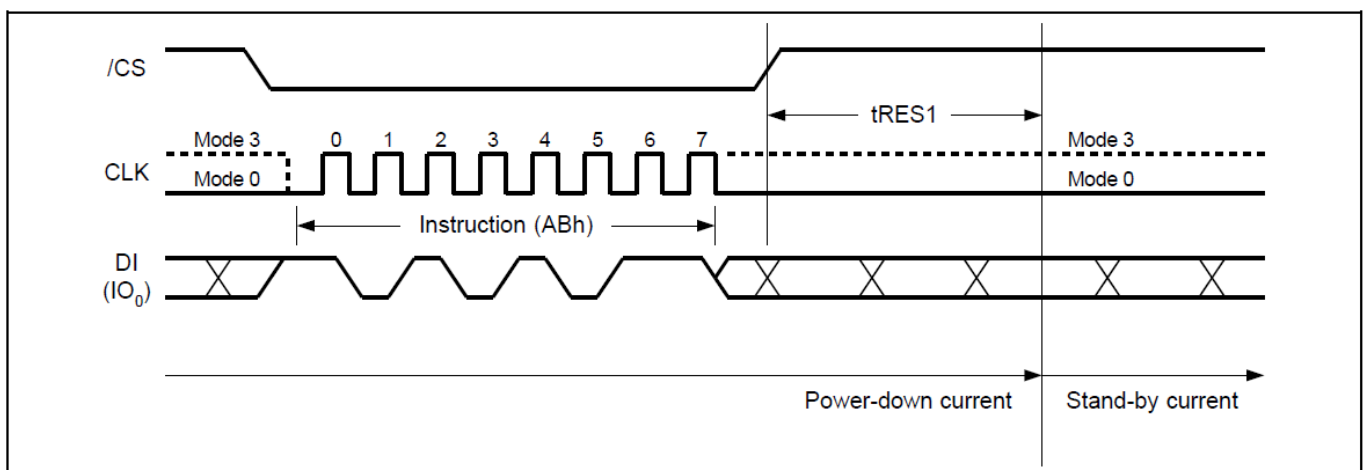 /CS
tRES1
Mode 3 0 1 2 3 4 5 6 7 Mode 3
CLK
Mode 0 Mode 0
Instruction (ABh)
DI
(IO0)
Power-down current Stand-by current